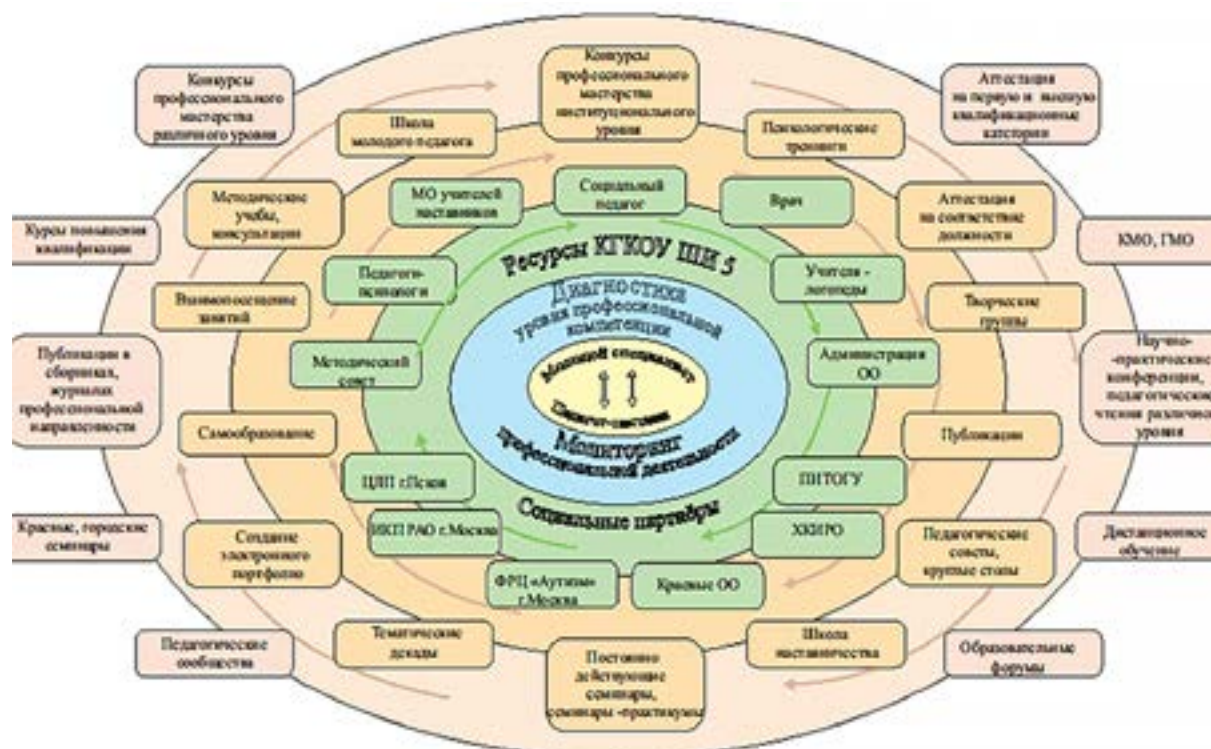 Конкурсы
профессионального
мастерства
различного уровня
Конкурсы
профессионального
мастерства
институционального
уровня
Аттестация
на первую и высшую
квалификационные
категории
Школа
молодого педагога
Психологические
тренинги
Методические
учебы,
консультации
МО учителей
наставников
Социальный
педагог
Врач
Аттестация
на соответствие
должности
Курсы повышения
квалификации
КМО, ГМО
Ресурсы КГКОУ ШИ 5
Педагоги-
психологи
Учителя -
логопеды
Взаимопосещение
занятий
Творческие
группы
Диагностика
уровня профессиональной
компетенции
Публикации в
сборниках,
журналах
профессиональной
направленности
Методический
совет
Молодой специалист
Педагог-наставник
Администрация
ОО
Научно-
-практические
конференции,
педагогические
чтения различного
уровня
Самообразование
Мониторинг
профессиональной деятельности
Публикации
ЦЛП г.Псков
ПИТОГУ
Социальные партнёры
Краевые, городские
семинары
Создание
электронного
портфолио
ИКП РАО г.Москва
ХКИРО
Педагогические
советы,
круглые столы
Дистанционное
обучение
ФРЦ «Аутизм»
г.Москва
Краевые ОО
Педагогические
сообщества
Тематические
декады
Постоянно
действующие
семинары,
семинары -практикумы
Школа
наставничества
Образовательные
форумы